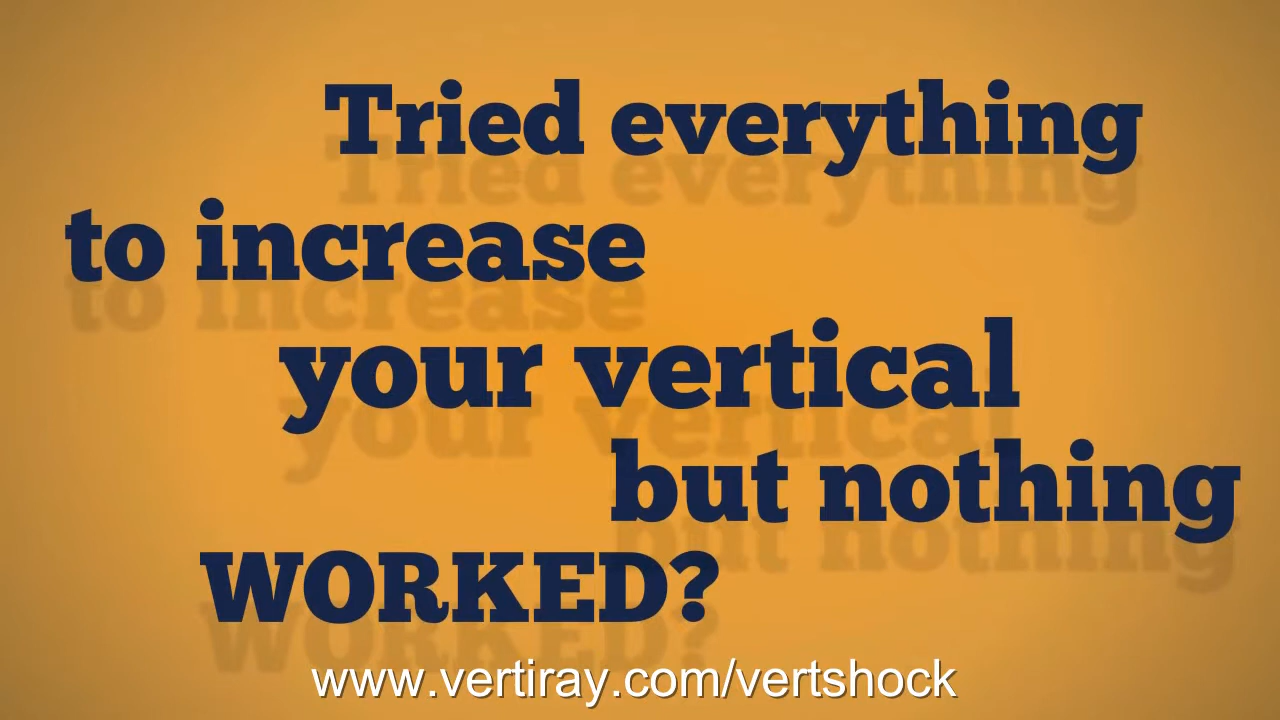 Tried everything
to increase
your vertical
but nothing
WORKED?
www.vertiray.com/vertshock